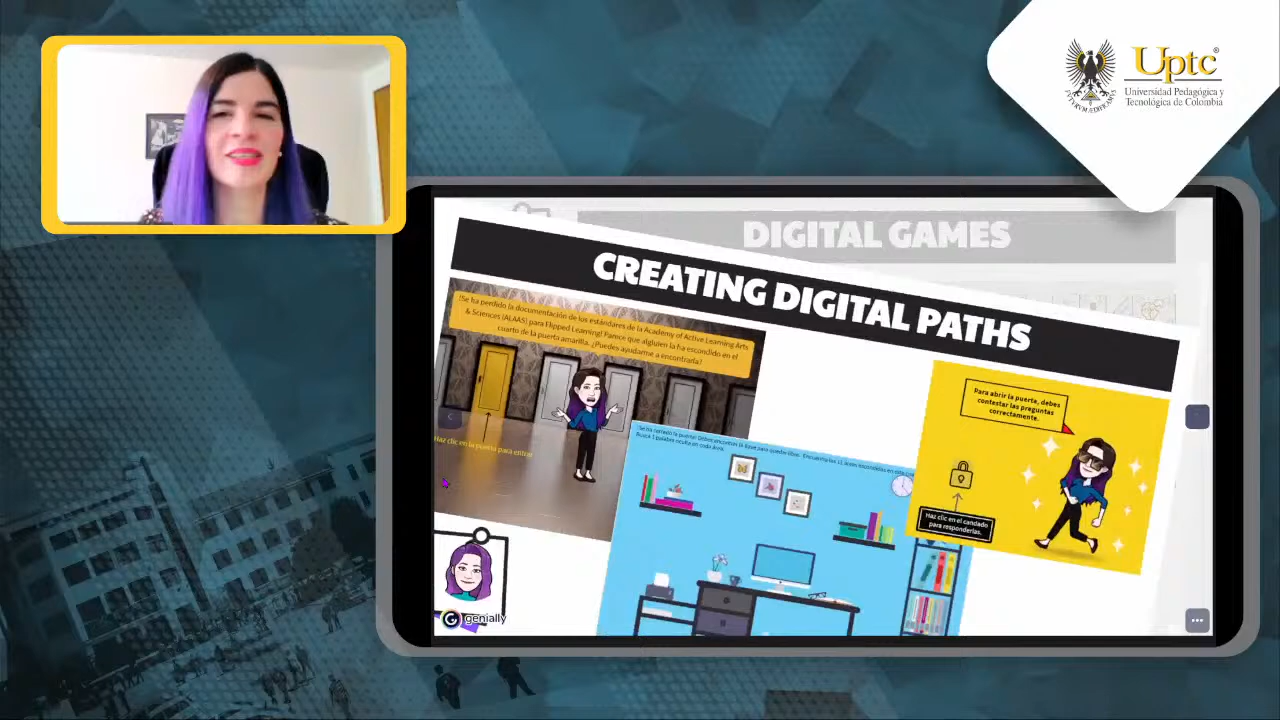 Uptc
Universidad Pedagógica y
Tecnológica de Colombia
DIGITAL GAMES
CREATING DIGITAL PATHS
!Se ha perdido la documentación de los estándares de la Academy of Active Learning Arts
& Sciences (ALAAS) para Flipped Learning! Parece que alguien la ha escondido en el
cuarto de la puerta amarilla. ¿Puedes ayudarme a encontrarla?
Haz clic en la puerta para entrar
Para abrir la puerta, debes
contestar las preguntas
correctamente.
Haz clic en el candado
para responderlas.
genially